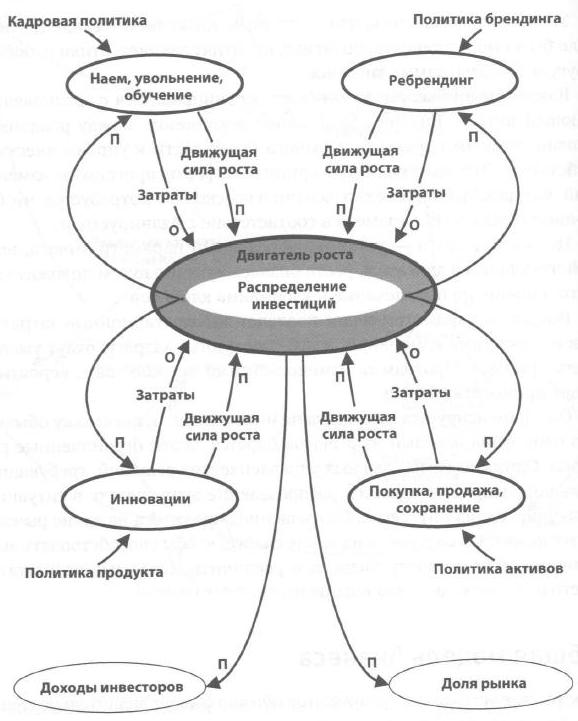 Кадровая политика
Политика брендинга
Наем, увольнение,
обучение
Ребрендинг
П
П
Движущая
сила роста
Движущая
сила роста
Затраты
Затраты
П
П
О
О
Двигатель роста
Распределение
инвестиций
О
О
П
П
Затраты
Затраты
Движущая
сила роста
Движущая
сила роста
П
П
Инновации
Покупка, продажа,
сохранение
Политика продукта
Политика активов
П
П
Доходы инвесторов
Доля рынка